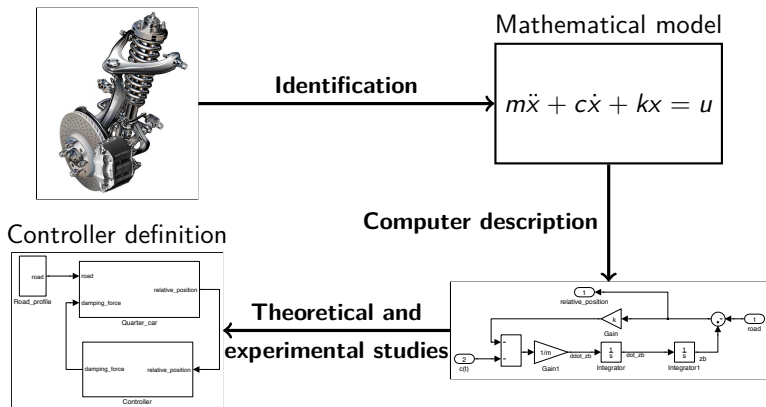 Mathematical model
Identification
mẍ + cẋ + kx = u
Computer description
Controller definition
road
Road_profile
road
relative_position
damping_force
Quarter_car
damping_force
relative_position
Controller
Theoretical and
experimental studies
1
relative_position
k
Gain
1
road
2
c(t)
1/m
Gain1
ddot_zb
1
s
Integrator
dot_zb
1
s
Integrator1
zb